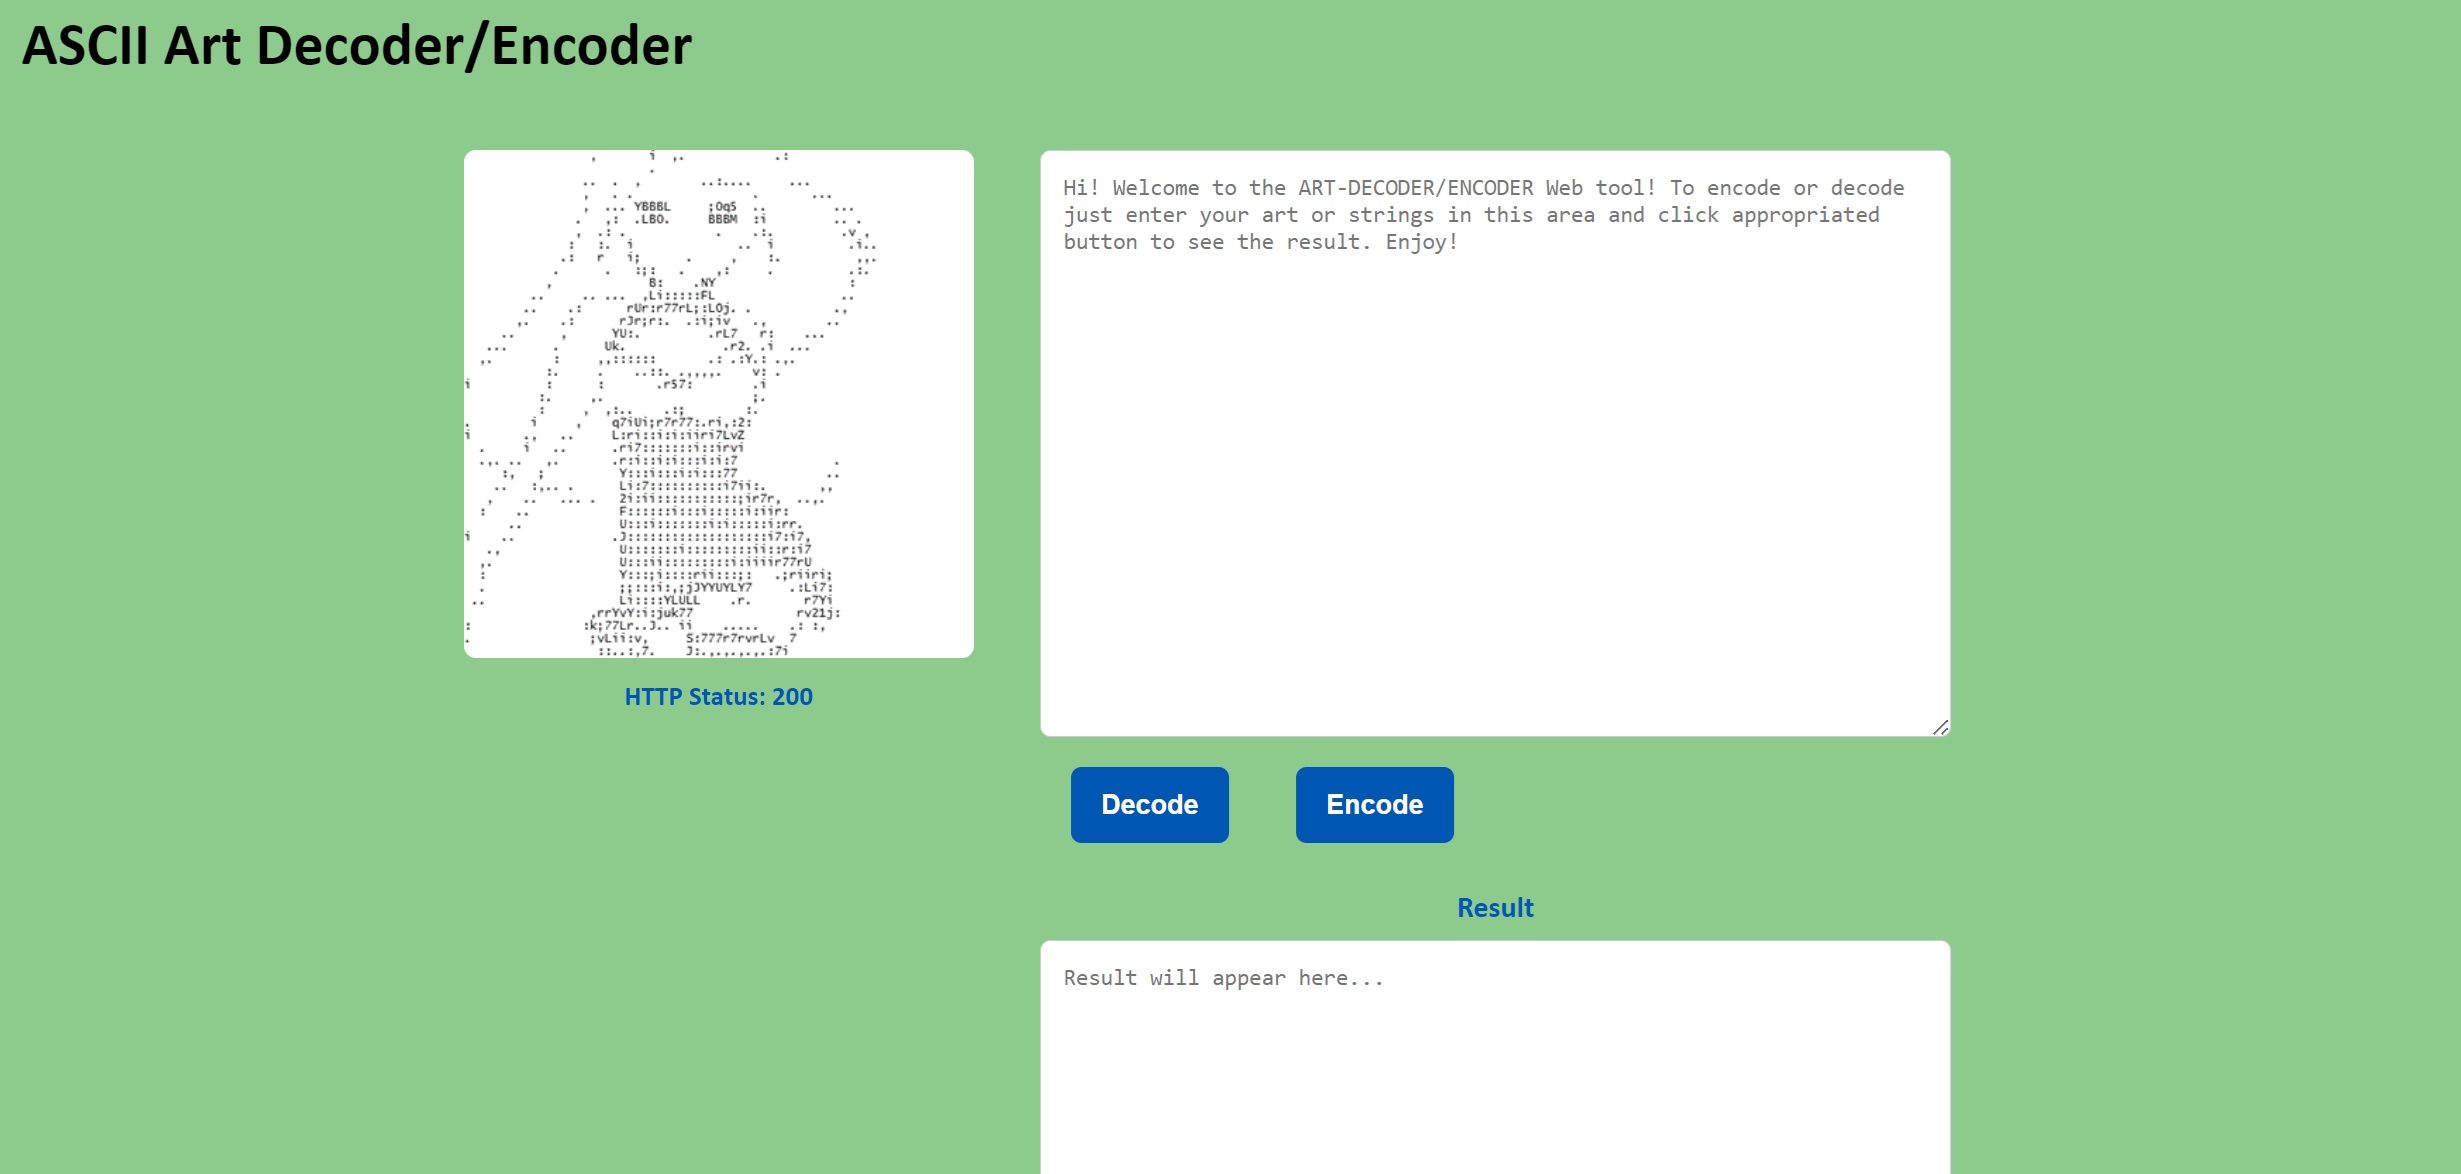 ASCII Art Decoder/Encoder
Hi! Welcome to the ART-DECODER/ENCODER Web tool! To encode or decode
just enter your art or strings in this area and click appropriated
button to see the result. Enjoy!
HTTP Status: 200
Decode
Encode
Result
Result will appear here...